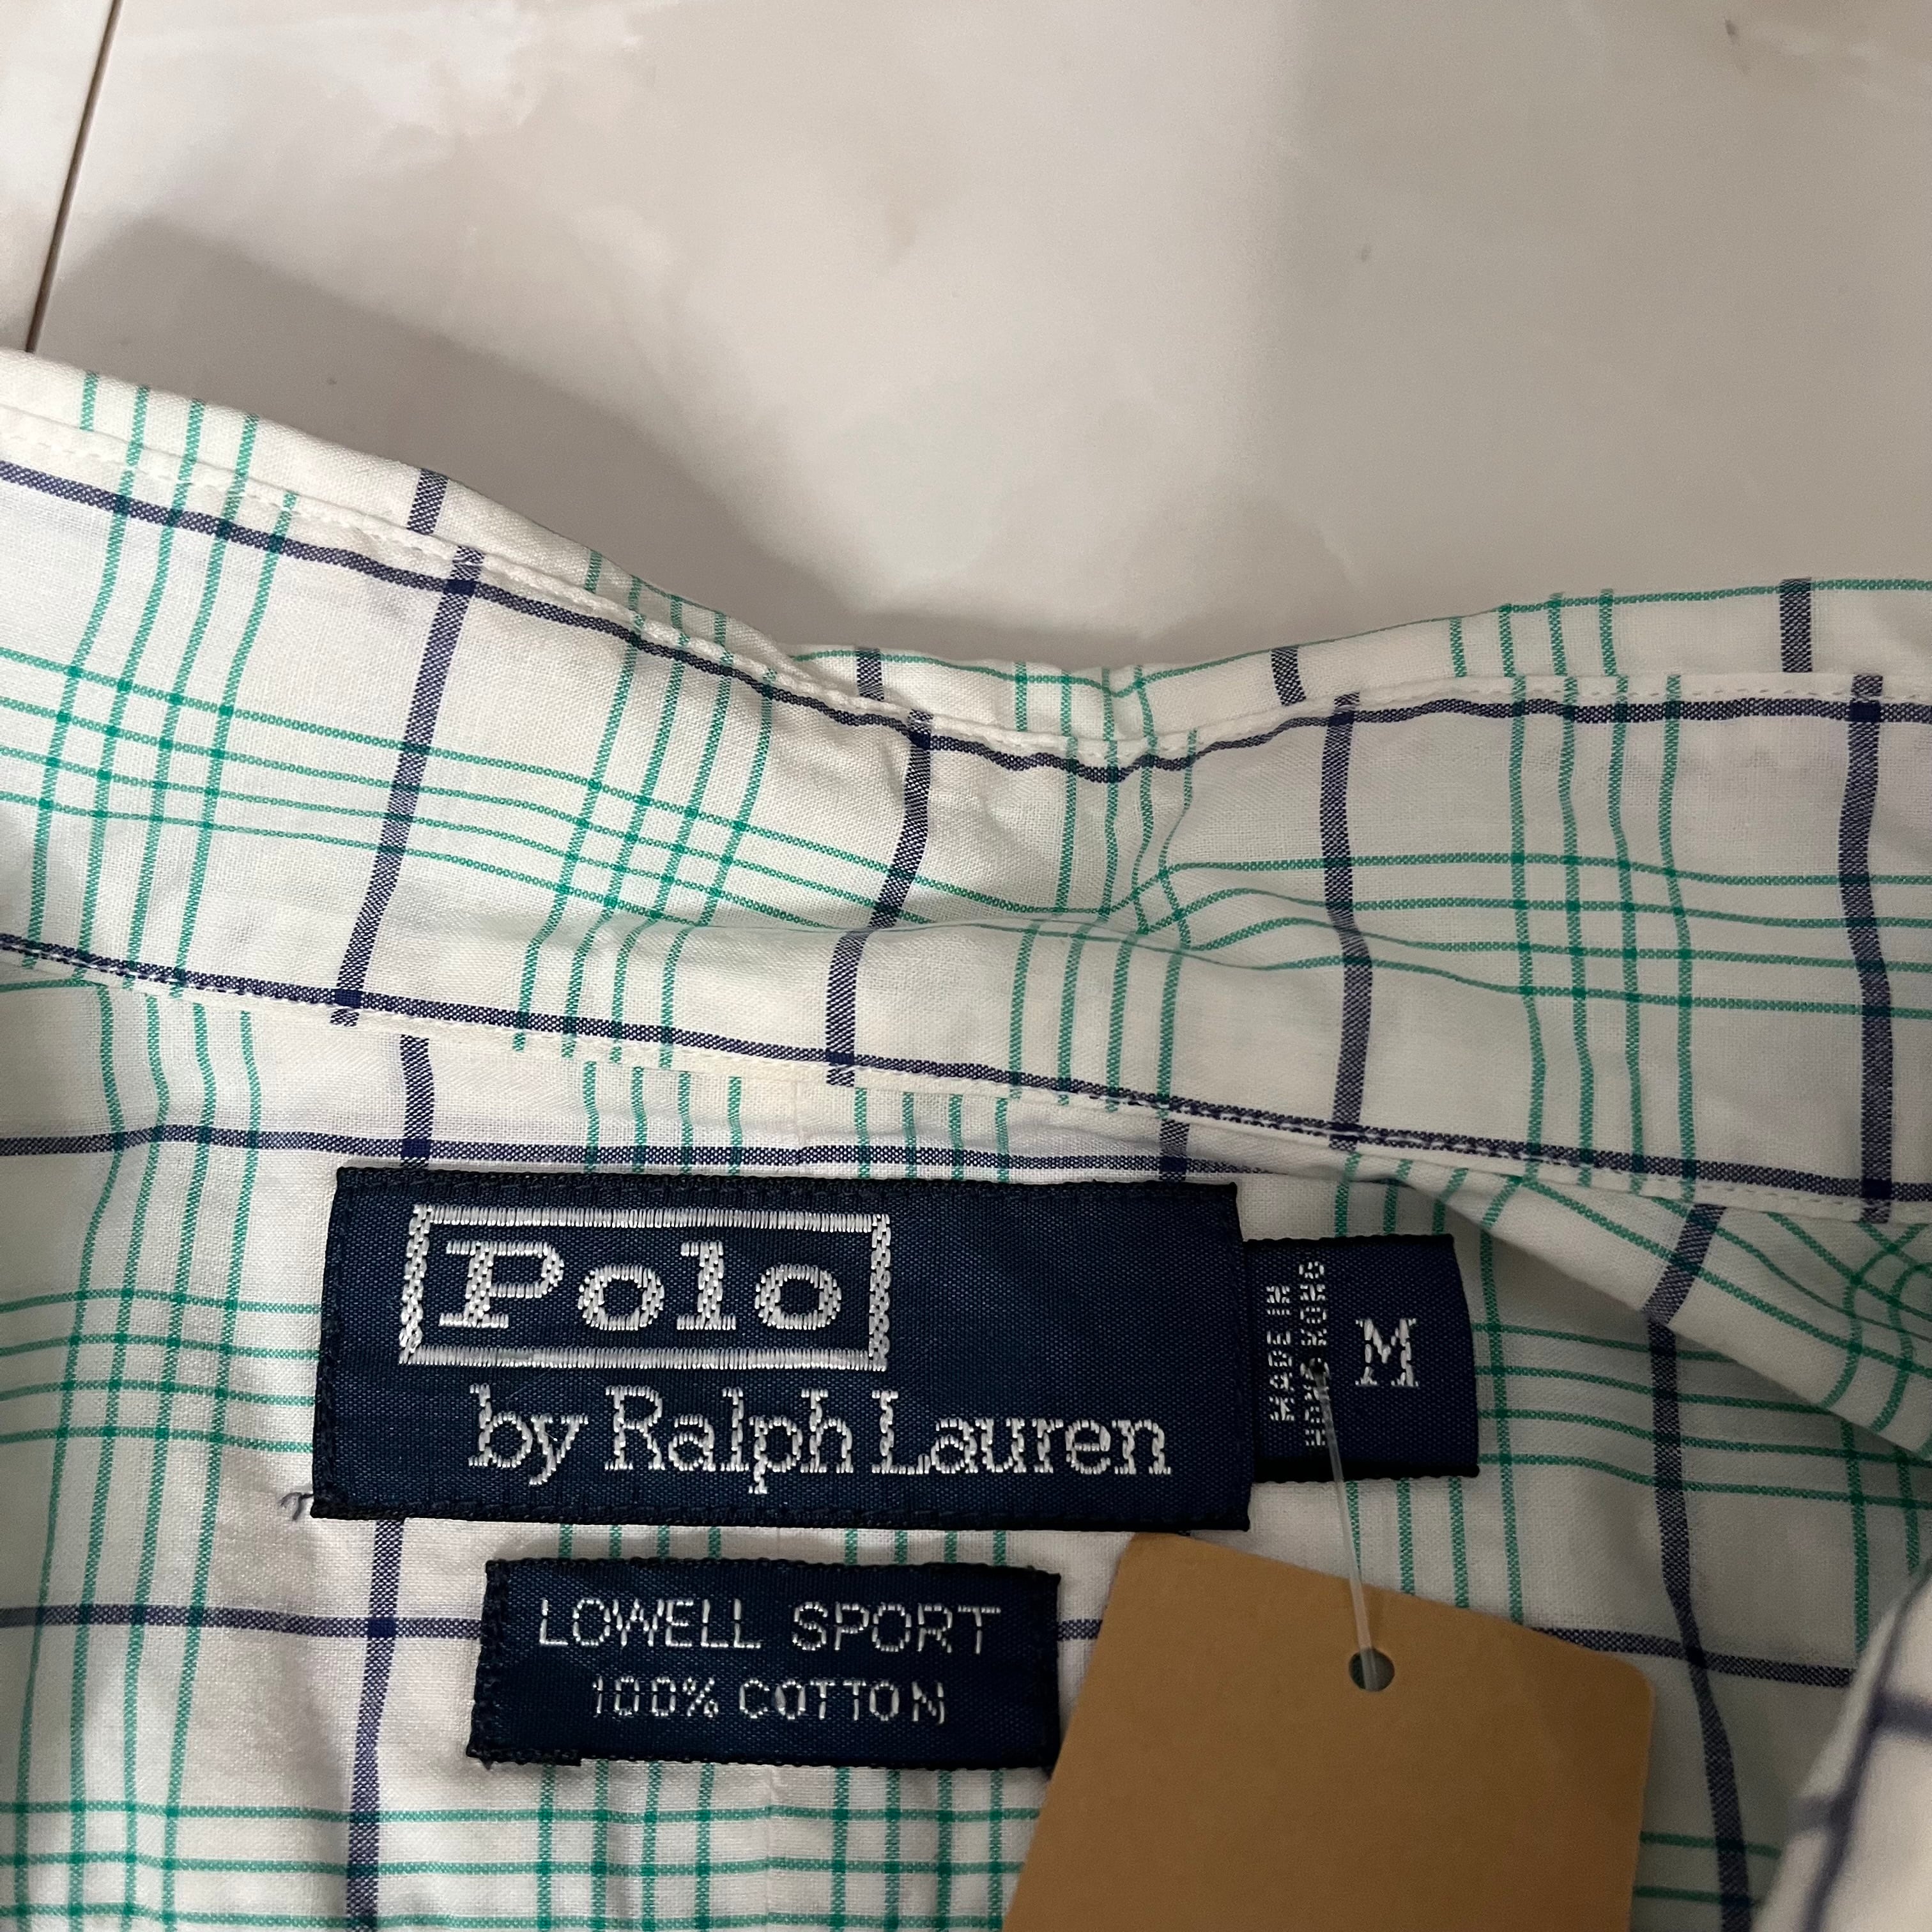 Polo
by Ralph Lauren
MADE IN
HONG KONG
M
LOWELL SPORT
100% COTTON